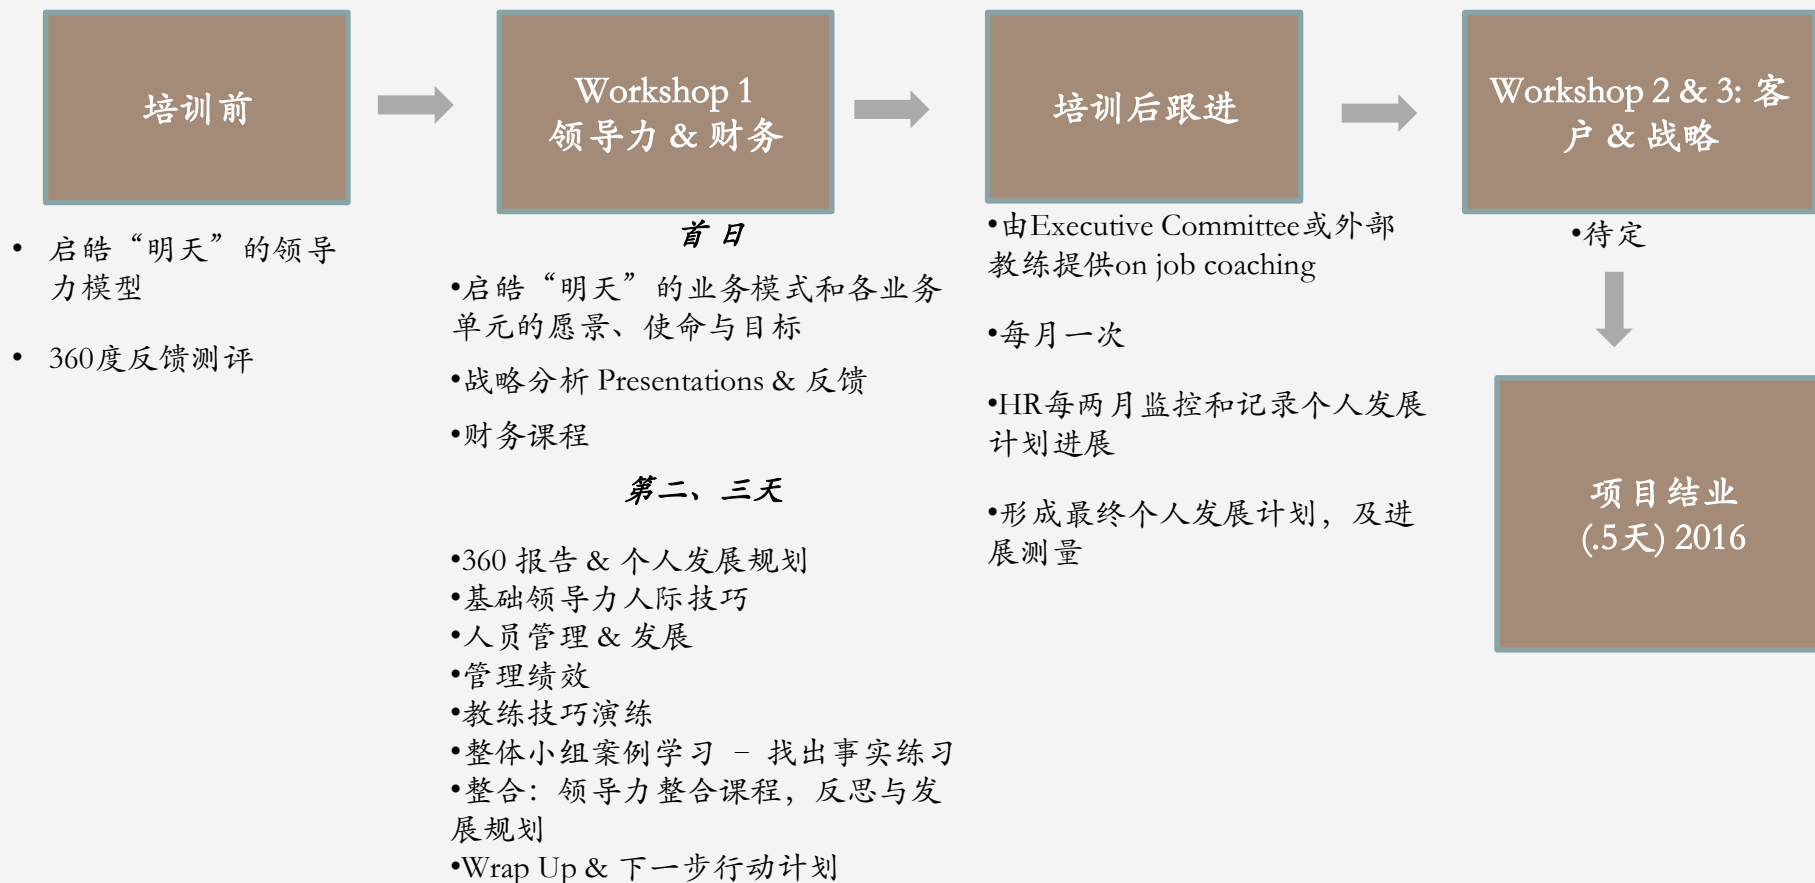 培训前
• 启皓“明天”的领导
力模型
• 360度反馈测评
Workshop 1
领导力 & 财务
首 日
•启皓“明天”的业务模式和各业务
单元的愿景、使命与目标
•战略分析 Presentations & 反馈
•财务课程
第二、三天
•360 报告 & 个人发展规划
•基础领导力人际技巧
•人员管理 & 发展
•管理绩效
•教练技巧演练
•整体小组案例学习 – 找出事实练习
•整合：领导力整合课程，反思与发
展规划
•Wrap Up & 下一步行动计划
培训后跟进
•由Executive Committee或外部
教练提供on job coaching
•每月一次
•HR每两月监控和记录个人发展
计划进展
•形成最终个人发展计划，及进
展测量
Workshop 2 & 3: 客
户 & 战略
•待定
项目结业
(.5天) 2016